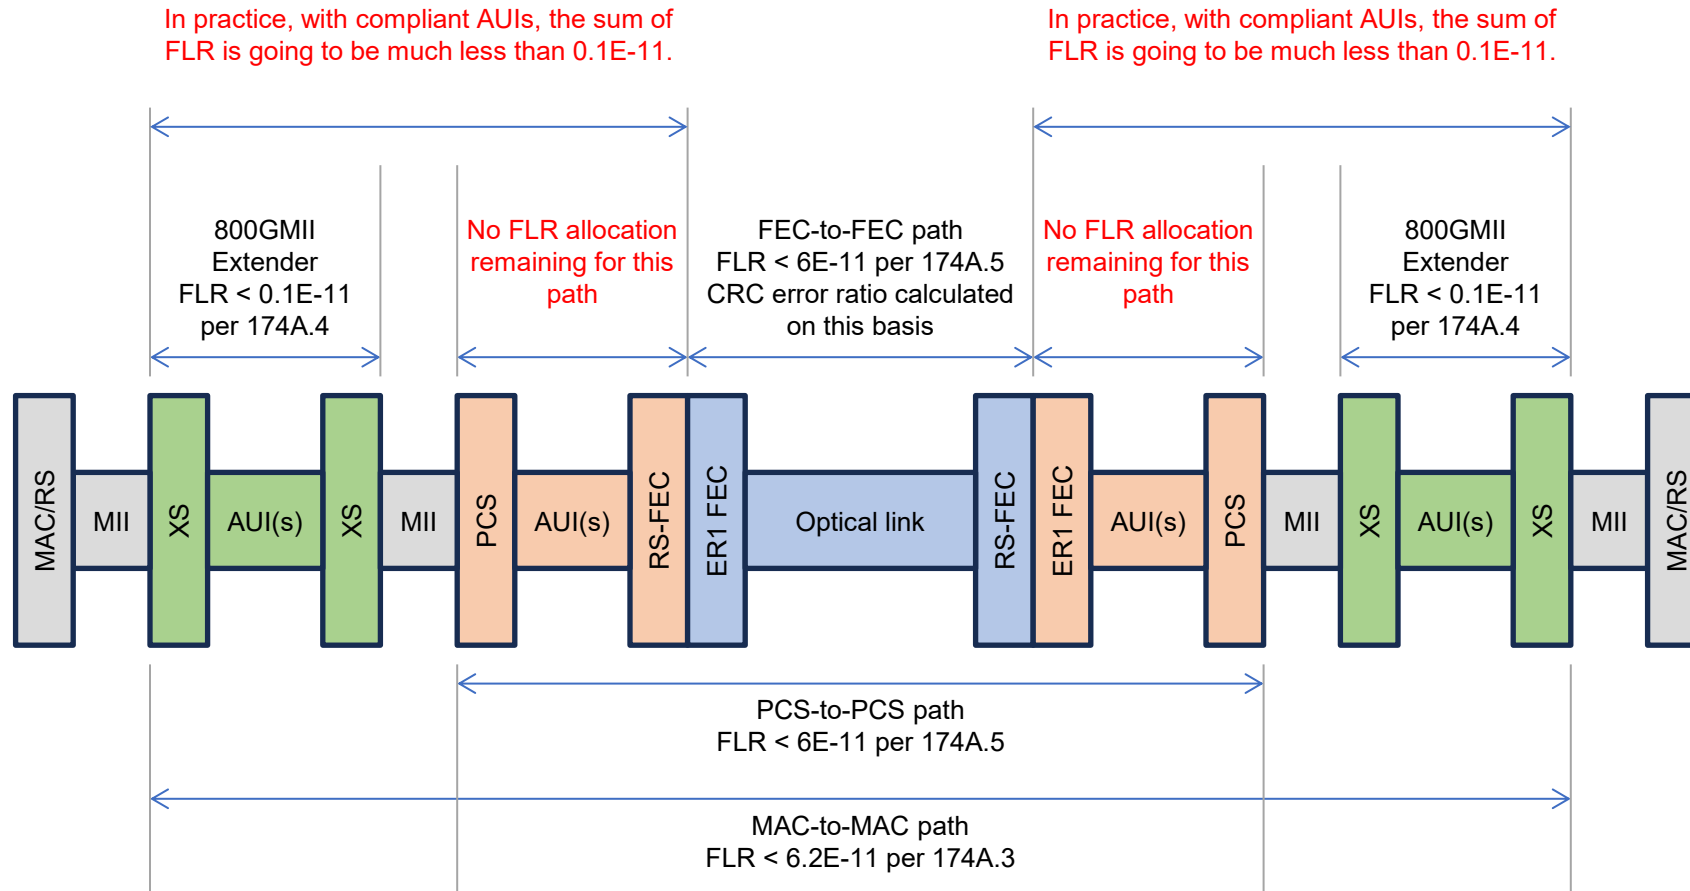 In practice, with compliant AUIs, the sum of
FLR is going to be much less than 0.1E-11.
In practice, with compliant AUIs, the sum of
FLR is going to be much less than 0.1E-11.
800GMII
Extender
FLR < 0.1E-11
per 174A.4
No FLR allocation
remaining for this
path
FEC-to-FEC path
FLR < 6E-11 per 174A.5
CRC error ratio calculated
on this basis
No FLR allocation
remaining for this
path
800GMII
Extender
FLR < 0.1E-11
per 174A.4
MAC/RS
MII
XS
AUI(s)
XS
MII
PCS
AUI(s)
RS-FEC
ER1 FEC
Optical link
RS-FEC
ER1 FEC
AUI(s)
PCS
MII
XS
AUI(s)
XS
MII
MAC/RS
PCS-to-PCS path
FLR < 6E-11 per 174A.5
MAC-to-MAC path
FLR < 6.2E-11 per 174A.3